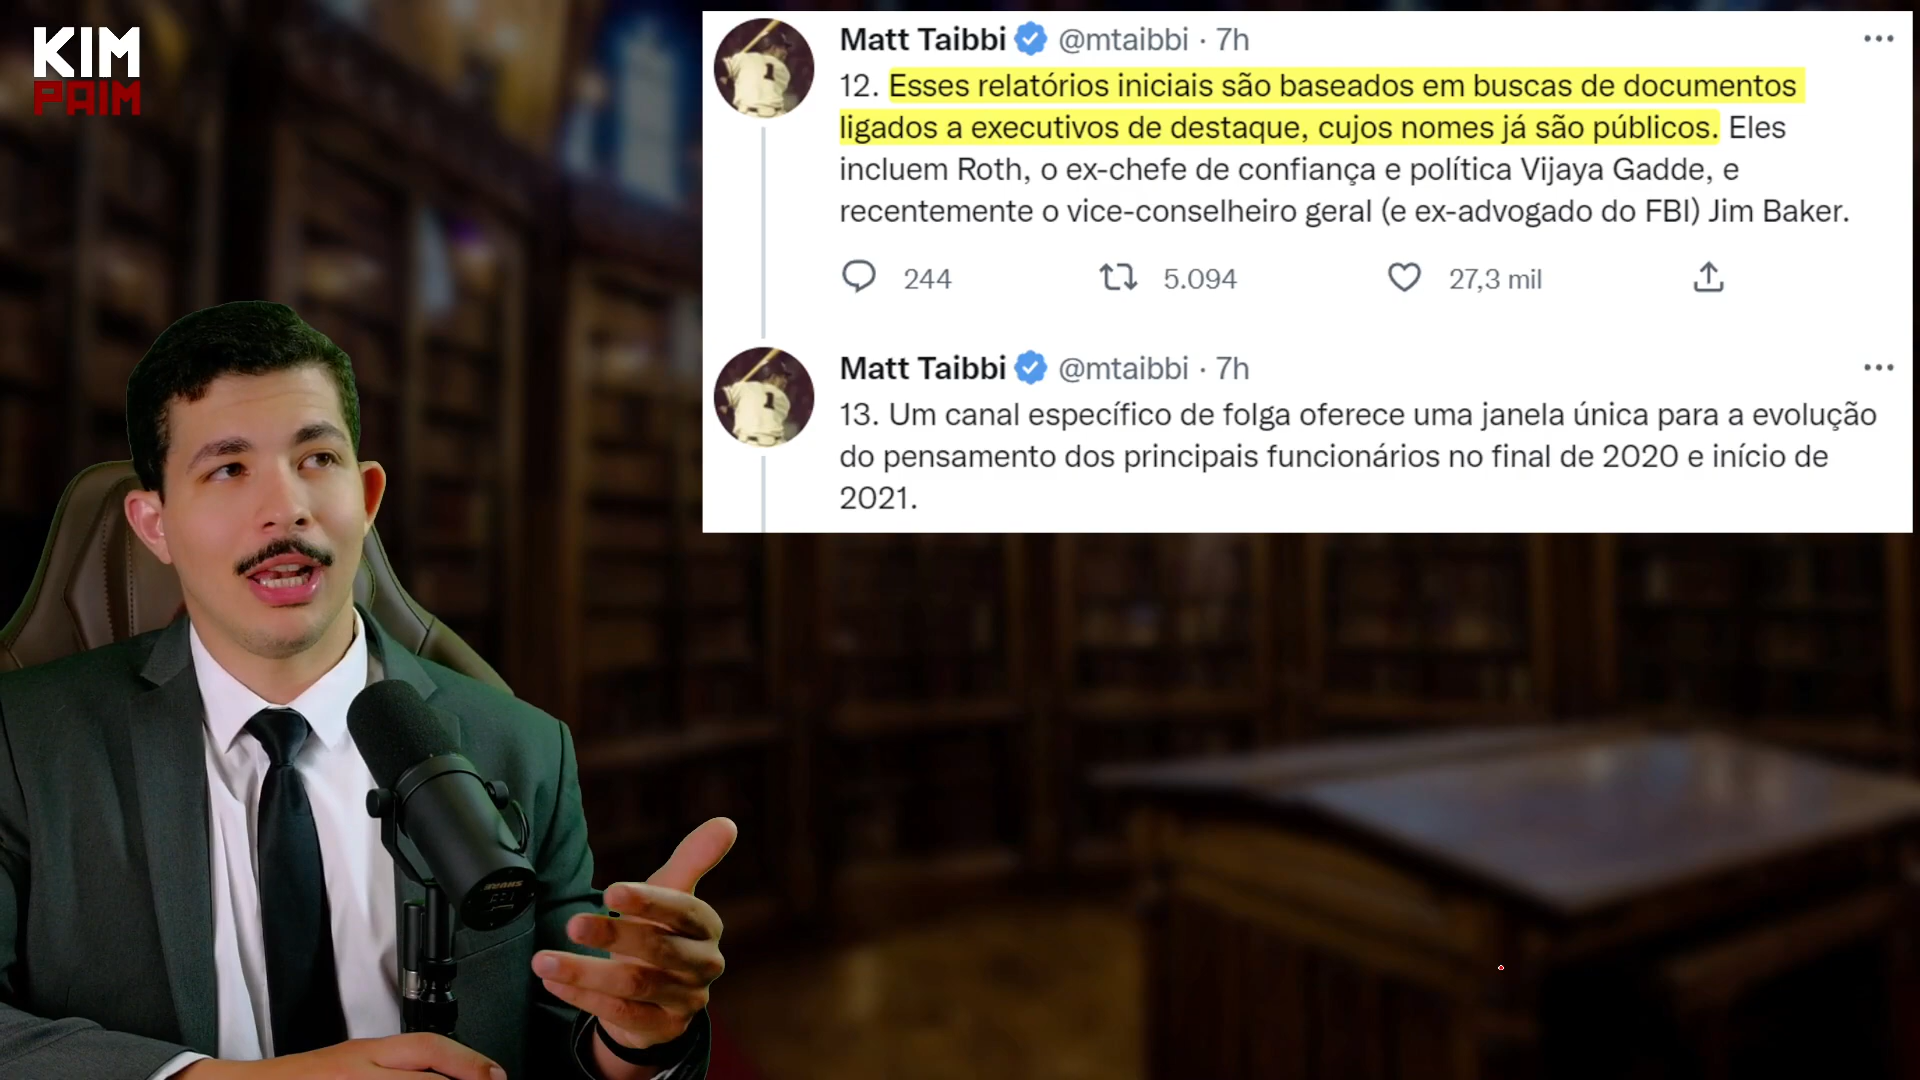 KIM
PAIM
Matt Taibbi @mtaibbi · 7h
12. Esses relatórios iniciais são baseados em buscas de documentos
ligados a executivos de destaque, cujos nomes já são públicos. Eles
incluem Roth, o ex-chefe de confiança e política Vijaya Gadde, e
recentemente o vice-conselheiro geral (e ex-advogado do FBI) Jim Baker.
244 5.094 27,3 mil
Matt Taibbi @mtaibbi · 7h
13. Um canal específico de folga oferece uma janela única para a evolução
do pensamento dos principais funcionários no final de 2020 e início de
2021.